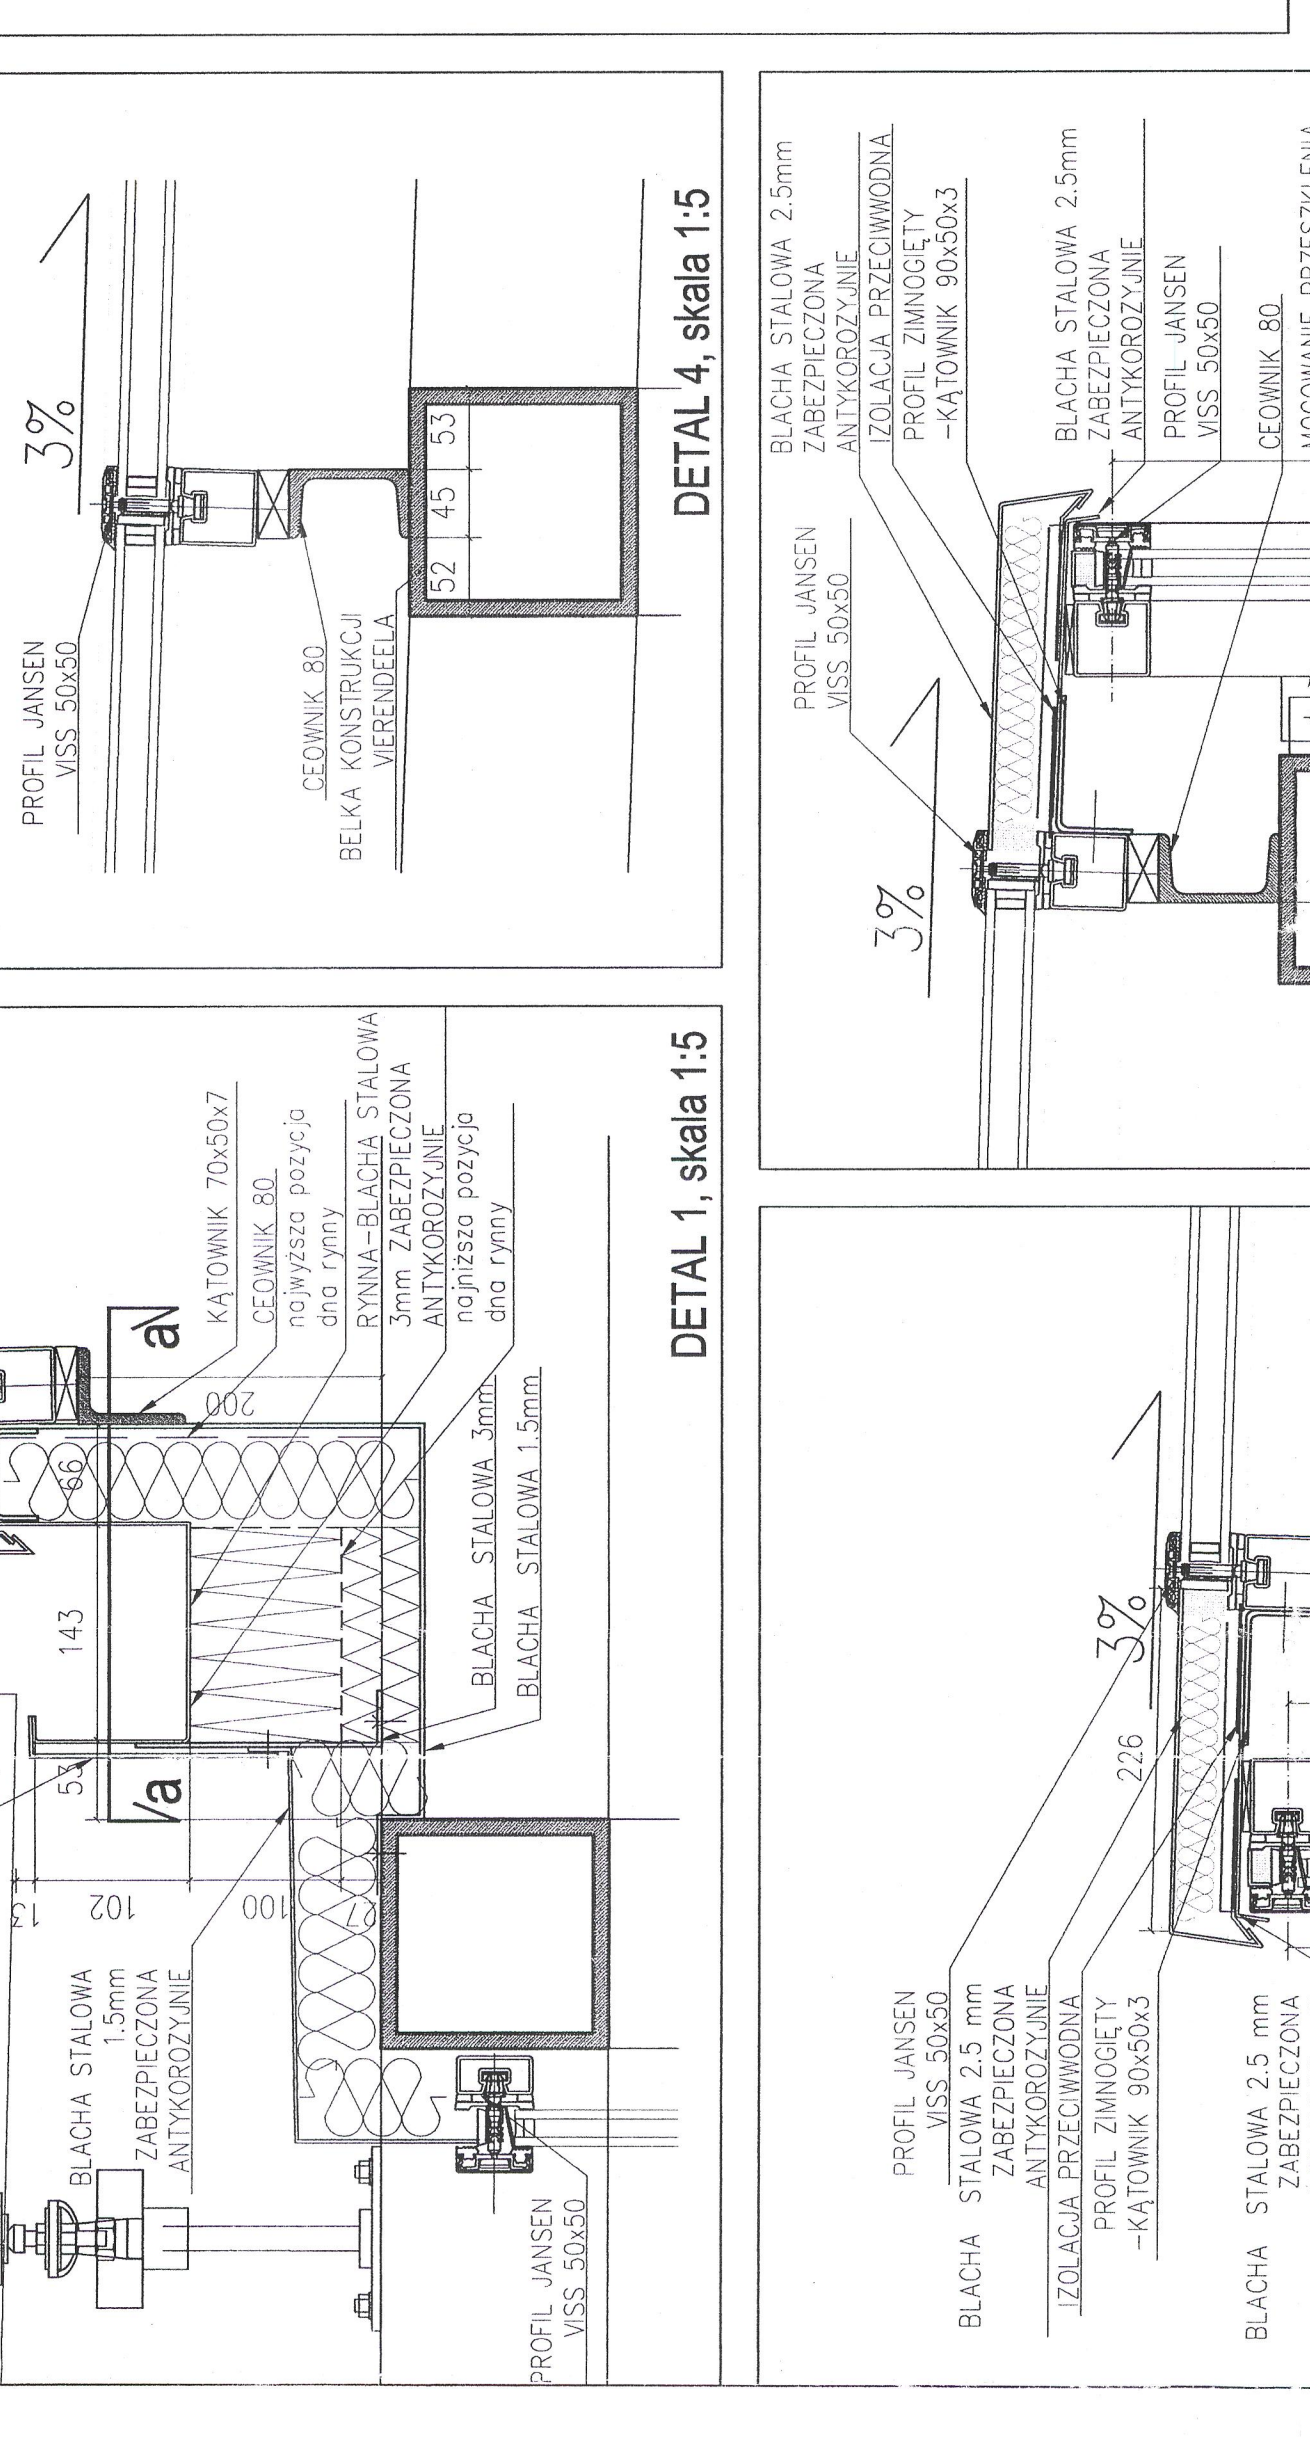 PROFIL JANSEN
VISS 50x50
3%
CEOWNIK 80
BELKA KONSTRUKCJI
VIERENDEELA
52
45
53
DETAL 4, skala 1:5
KĄTOWNIK 70x50x7
CEOWNIK 80
najwyższa pozycja
dna rynny
RYNNA-BLACHA STALOWA
3mm ZABEZPIECZONA
ANTYKOROZYJNIE
najniższa pozycja
dna rynny
BLACHA STALOWA 3mm
BLACHA STALOWA 1.5mm
a
a
200
66
143
53
13
102
100
27
BLACHA STALOWA
1.5mm
ZABEZPIECZONA
ANTYKOROZYJNIE
PROFIL JANSEN
VISS 50x50
DETAL 1, skala 1:5
BLACHA STALOWA 2.5mm
ZABEZPIECZONA
ANTYKOROZYJNIE
IZOLACJA PRZECIWWODNA
PROFIL ZIMNOGIĘTY
-KĄTOWNIK 90x50x3
BLACHA STALOWA 2.5mm
ZABEZPIECZONA
ANTYKOROZYJNIE
PROFIL JANSEN
VISS 50x50
CEOWNIK 80
PROFIL JANSEN
VISS 50x50
3%
3%
226
PROFIL JANSEN
VISS 50x50
BLACHA STALOWA 2.5 mm
ZABEZPIECZONA
ANTYKOROZYJNIE
IZOLACJA PRZECIWWODNA
PROFIL ZIMNOGIĘTY
-KĄTOWNIK 90x50x3
BLACHA STALOWA 2.5 mm
ZABEZPIECZONA